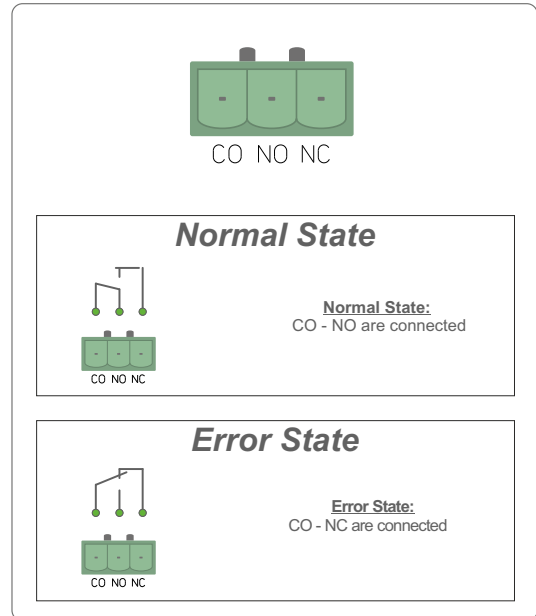 CO NO NC
Normal State
Normal State:
CO - NO are connected
CO NO NC
Error State
Error State:
CO - NC are connected
CO NO NC